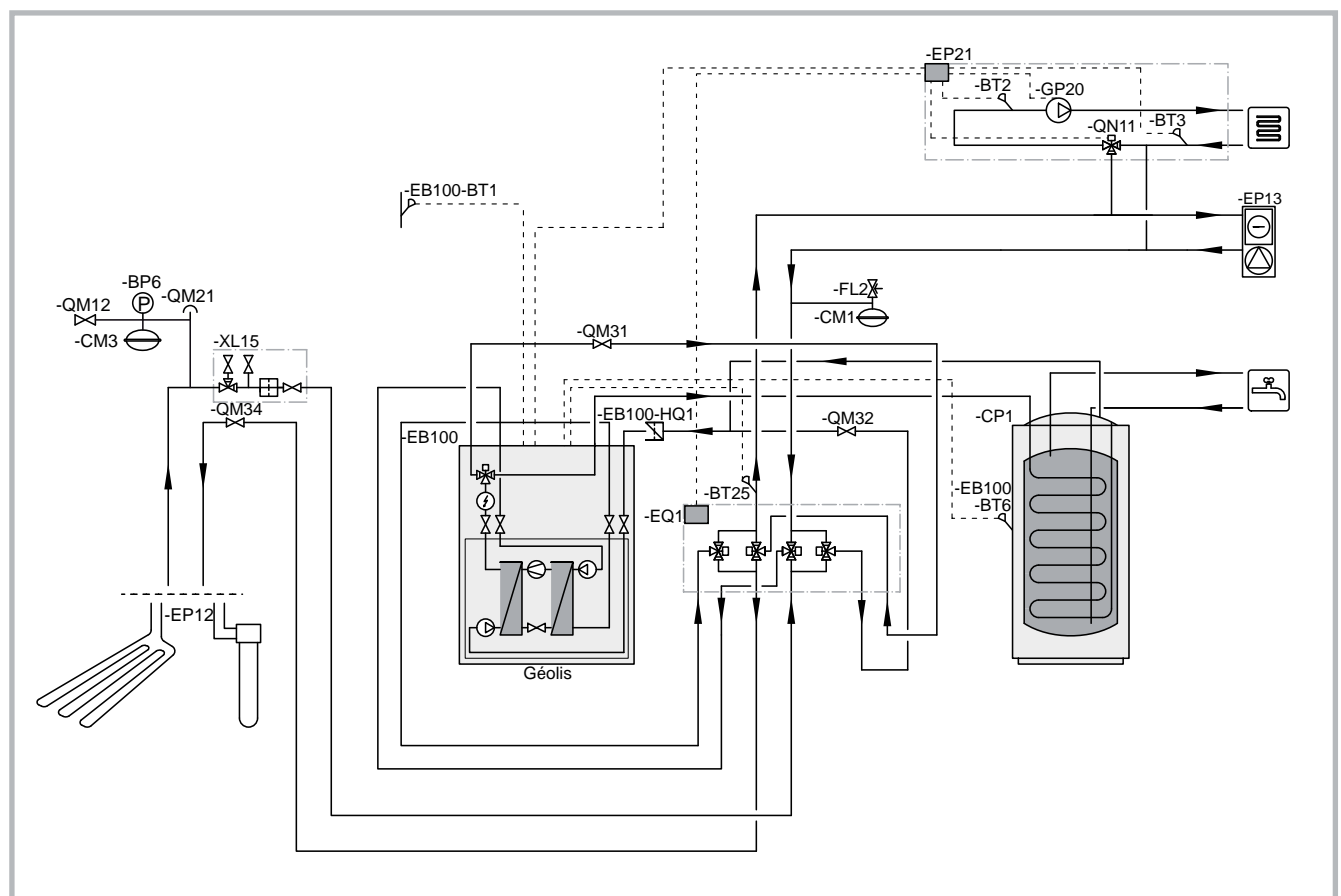 -EP21
-BT2
-GP20
-QN11
-BT3
-EB100-BT1
-EP13
-BP6
-QM21
-QM12
-CM3
-XL15
-FL2
-CM1
-QM31
-QM34
-EB100-HQ1
-QM32
-EB100
-CP1
-BT25
-EB100
-BT6
-EQ1
-EP12
P
Géolis